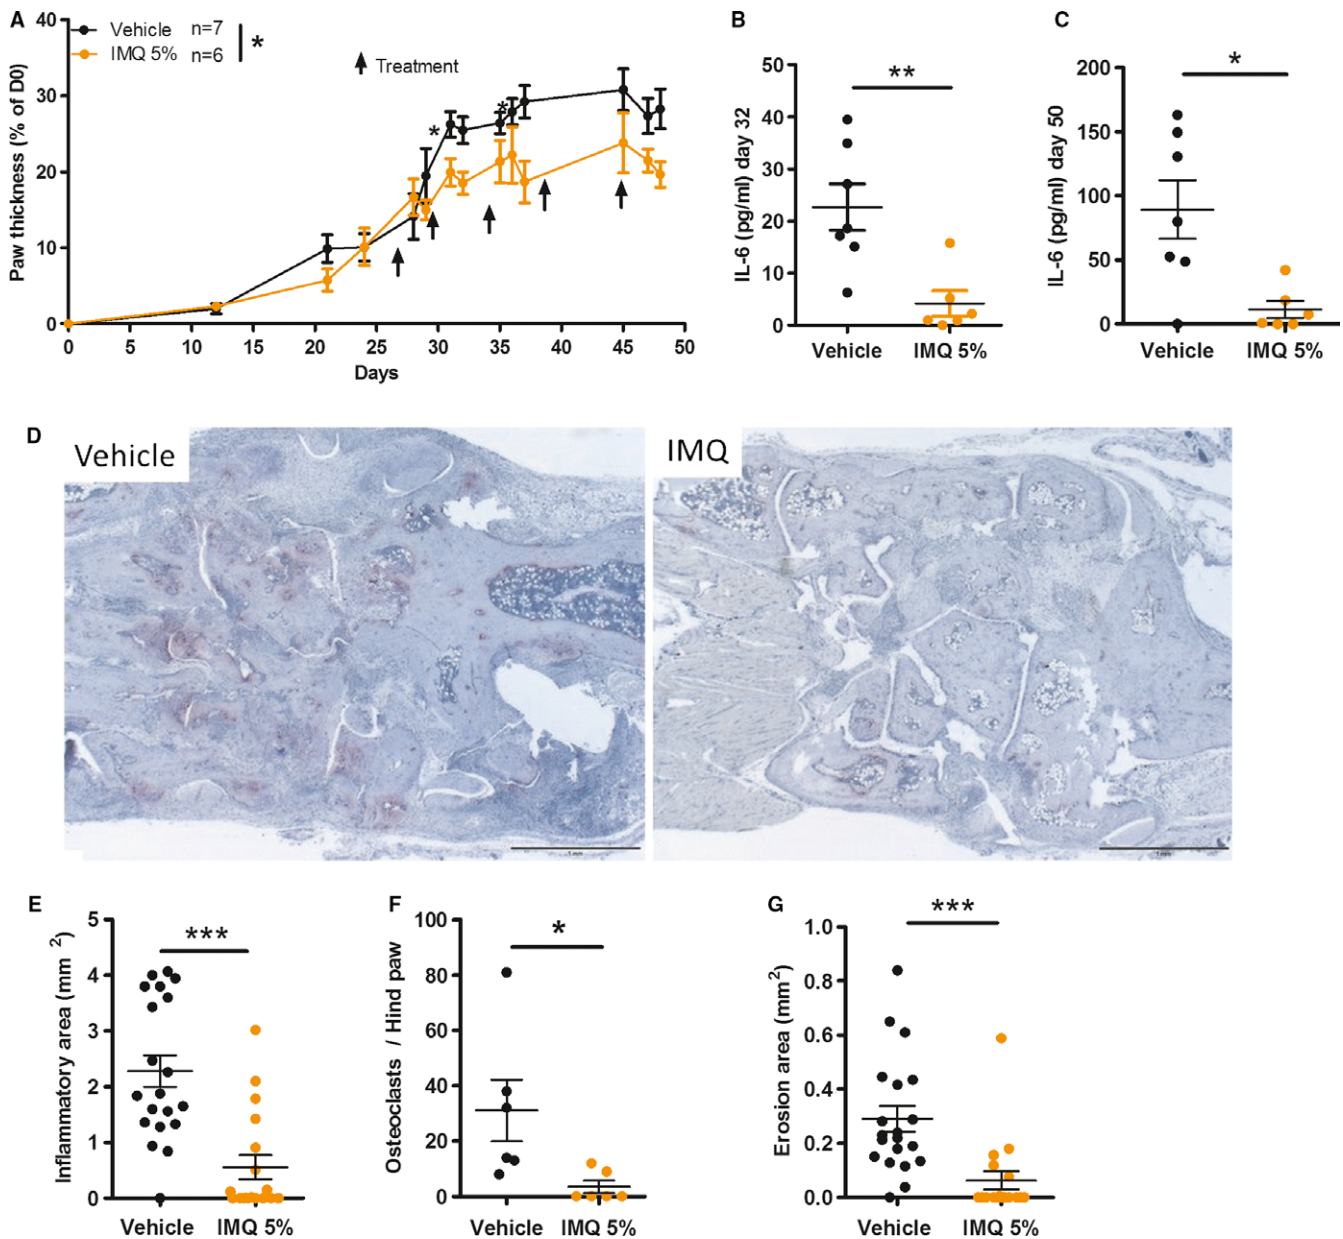 A
Paw thickness (% of D0)
40
30
20
10
0
Vehicle n=7
IMQ 5% n=6
*
Treatment
*
*
0 5 10 15 20 25 30 35 40 45 50
Days
B
IL-6 (pg/ml) day 32
50
40
30
20
10
0
**
Vehicle IMQ 5%
C
IL-6 (pg/ml) day 50
200
150
100
50
0
*
Vehicle IMQ 5%
D
Vehicle
1 mm
IMQ
1 mm
E
Inflammatory area (mm 2)
5
4
3
2
1
0
***
Vehicle IMQ 5%
F
Osteoclasts / Hind paw
100
80
60
40
20
0
*
Vehicle IMQ 5%
G
Erosion area (mm2)
1.0
0.8
0.6
0.4
0.2
0.0
***
Vehicle IMQ 5%